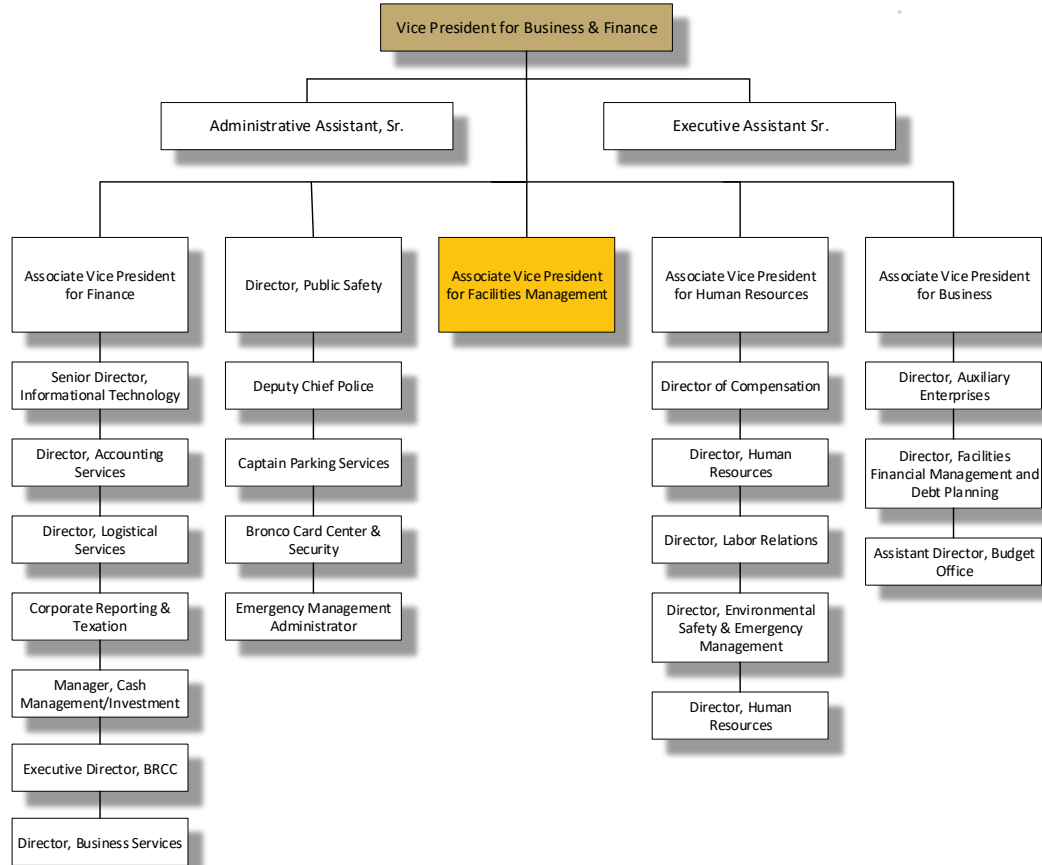 Vice President for Business & Finance
Administrative Assistant, Sr.
Executive Assistant Sr.
Associate Vice President
for Finance
Director, Public Safety
Associate Vice President
for Facilities Management
Associate Vice President
for Human Resources
Associate Vice President
for Business
Senior Director,
Informational Technology
Director, Accounting
Services
Director, Logistical
Services
Corporate Reporting &
Texation
Manager, Cash
Management/Investment
Executive Director, BRCC
Director, Business Services
Deputy Chief Police
Captain Parking Services
Bronco Card Center &
Security
Emergency Management
Administrator
Director of Compensation
Director, Human
Resources
Director, Labor Relations
Director, Environmental
Safety & Emergency
Management
Director, Human
Resources
Director, Auxiliary
Enterprises
Director, Facilities
Financial Management and
Debt Planning
Assistant Director, Budget
Office